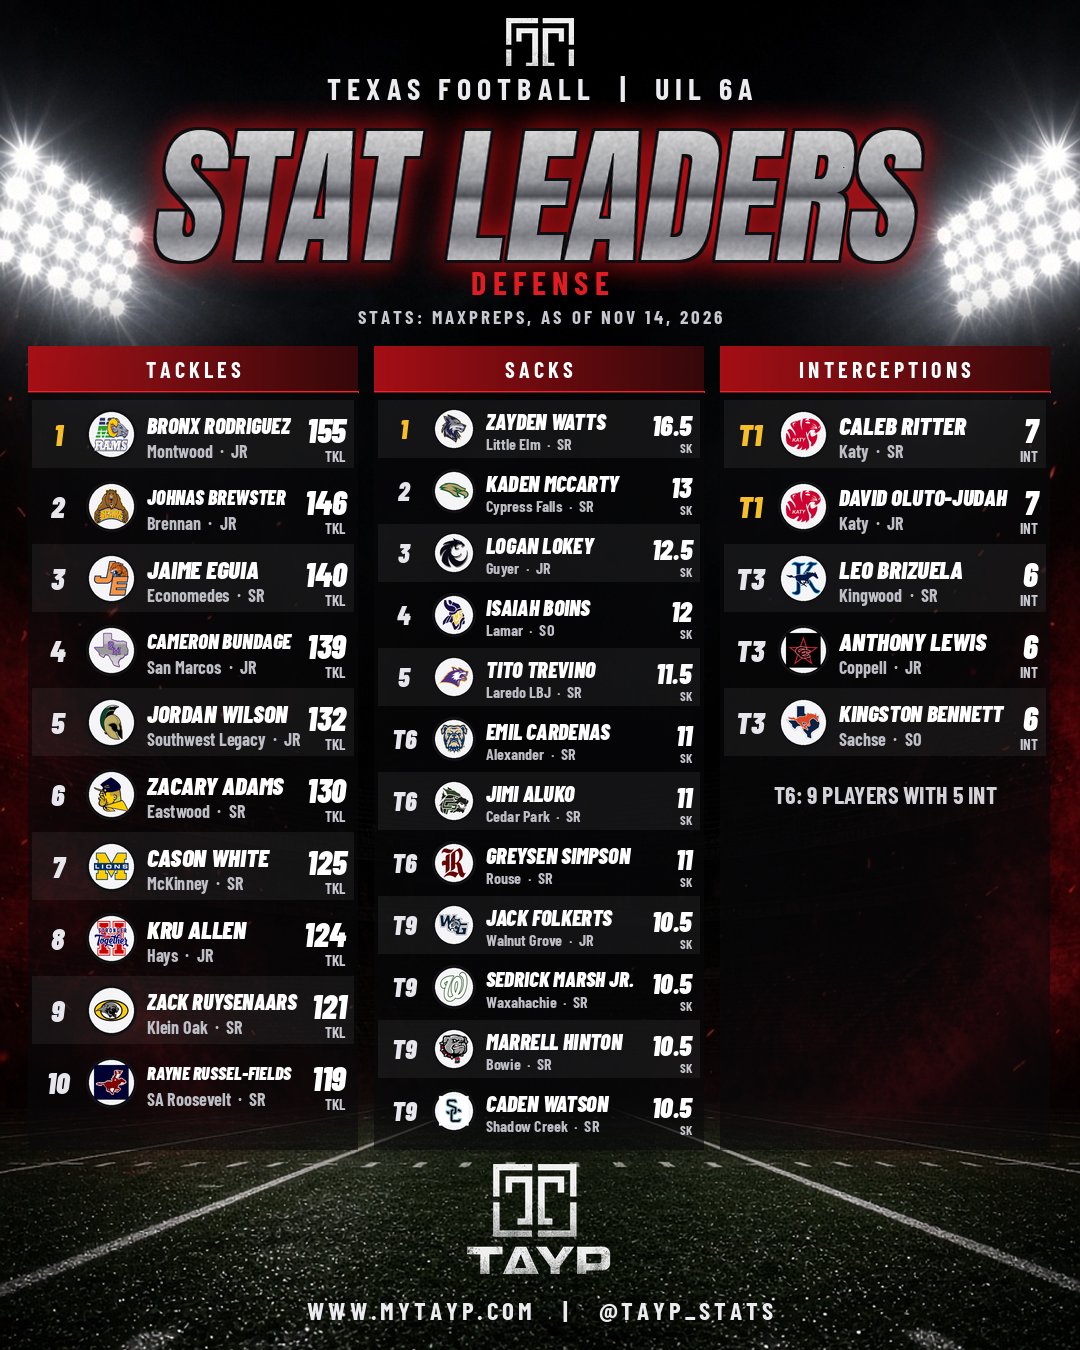 TEXAS FOOTBALL | UIL 6A
STAT LEADERS
DEFENSE
STATS: MAXPREPS, AS OF NOV 14, 2026
TACKLES
1 BRONX RODRIGUEZ 155
Montwood · JR TKL
2 JOHNAS BREWSTER 146
Brennan · JR TKL
3 JAIME EGUIA 140
Economedes · SR TKL
4 CAMERON BUNDAGE 139
San Marcos · JR TKL
5 JORDAN WILSON 132
Southwest Legacy · JR TKL
6 ZACARY ADAMS 130
Eastwood · SR TKL
7 CASON WHITE 125
McKinney · SR TKL
8 KRU ALLEN 124
Hays · JR TKL
9 ZACK RUYSENAARS 121
Klein Oak · SR TKL
10 RAYNE RUSSEL-FIELDS 119
SA Roosevelt · SR TKL
SACKS
1 ZAYDEN WATTS 16.5
Little Elm · SR SK
2 KADEN MCCARTY 13
Cypress Falls · SR SK
3 LOGAN LOKEY 12.5
Guyer · JR SK
4 ISAIAH BOINS 12
Lamar · SO SK
5 TITO TREVINO 11.5
Laredo LBJ · SR SK
T6 EMIL CARDENAS 11
Alexander · SR SK
T6 JIMI ALUKO 11
Cedar Park · SR SK
T6 GREYSEN SIMPSON 11
Rouse · SR SK
T9 JACK FOLKERTS 10.5
Walnut Grove · JR SK
T9 SEDRICK MARSH JR. 10.5
Waxahachie · SR SK
T9 MARRELL HINTON 10.5
Bowie · SR SK
T9 CADEN WATSON 10.5
Shadow Creek · SR SK
INTERCEPTIONS
T1 CALEB RITTER 7
Katy · SR INT
T1 DAVID OLUTO-JUDAH 7
Katy · JR INT
T3 LEO BRIZUELA 6
Kingwood · SR INT
T3 ANTHONY LEWIS 6
Coppell · JR INT
T3 KINGSTON BENNETT 6
Sachse · SO INT
T6: 9 PLAYERS WITH 5 INT
TAYP
WWW.MYTAYP.COM | @TAYP_STATS